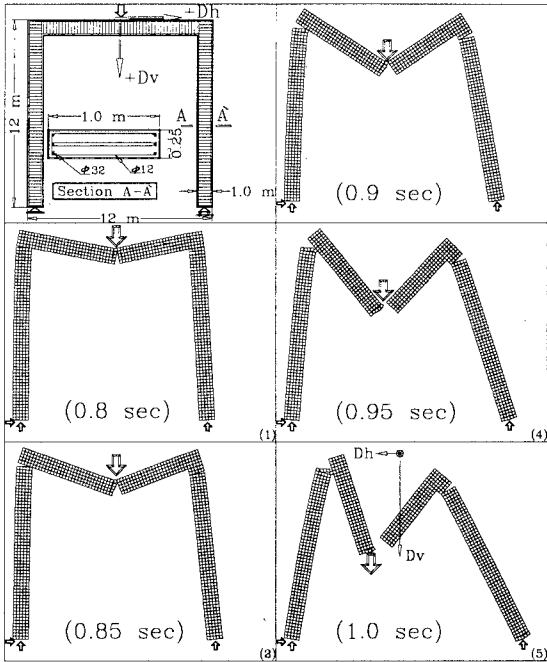 +Dh
+Dv
12 m
1.0 m
A À
0.25
Φ32 Φ12
Section A-À
1.0 m
12 m
(0.9 sec)
(0.8 sec)
(1)
(0.95 sec)
(4)
(0.85 sec)
(3)
Dh
Dv
(1.0 sec)
(5)